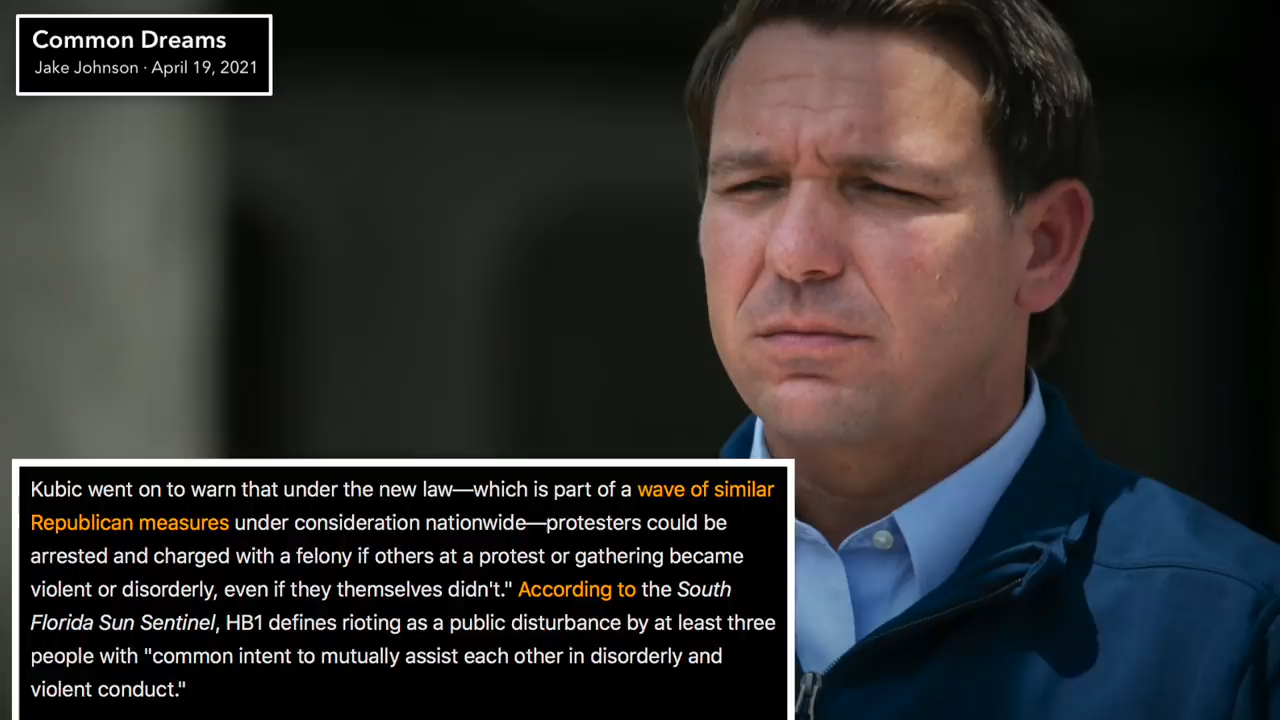 Common Dreams
Jake Johnson · April 19, 2021
Kubic went on to warn that under the new law—which is part of a wave of similar
Republican measures under consideration nationwide—protesters could be
arrested and charged with a felony if others at a protest or gathering became
violent or disorderly, even if they themselves didn't." According to the South
Florida Sun Sentinel, HB1 defines rioting as a public disturbance by at least three
people with "common intent to mutually assist each other in disorderly and
violent conduct."